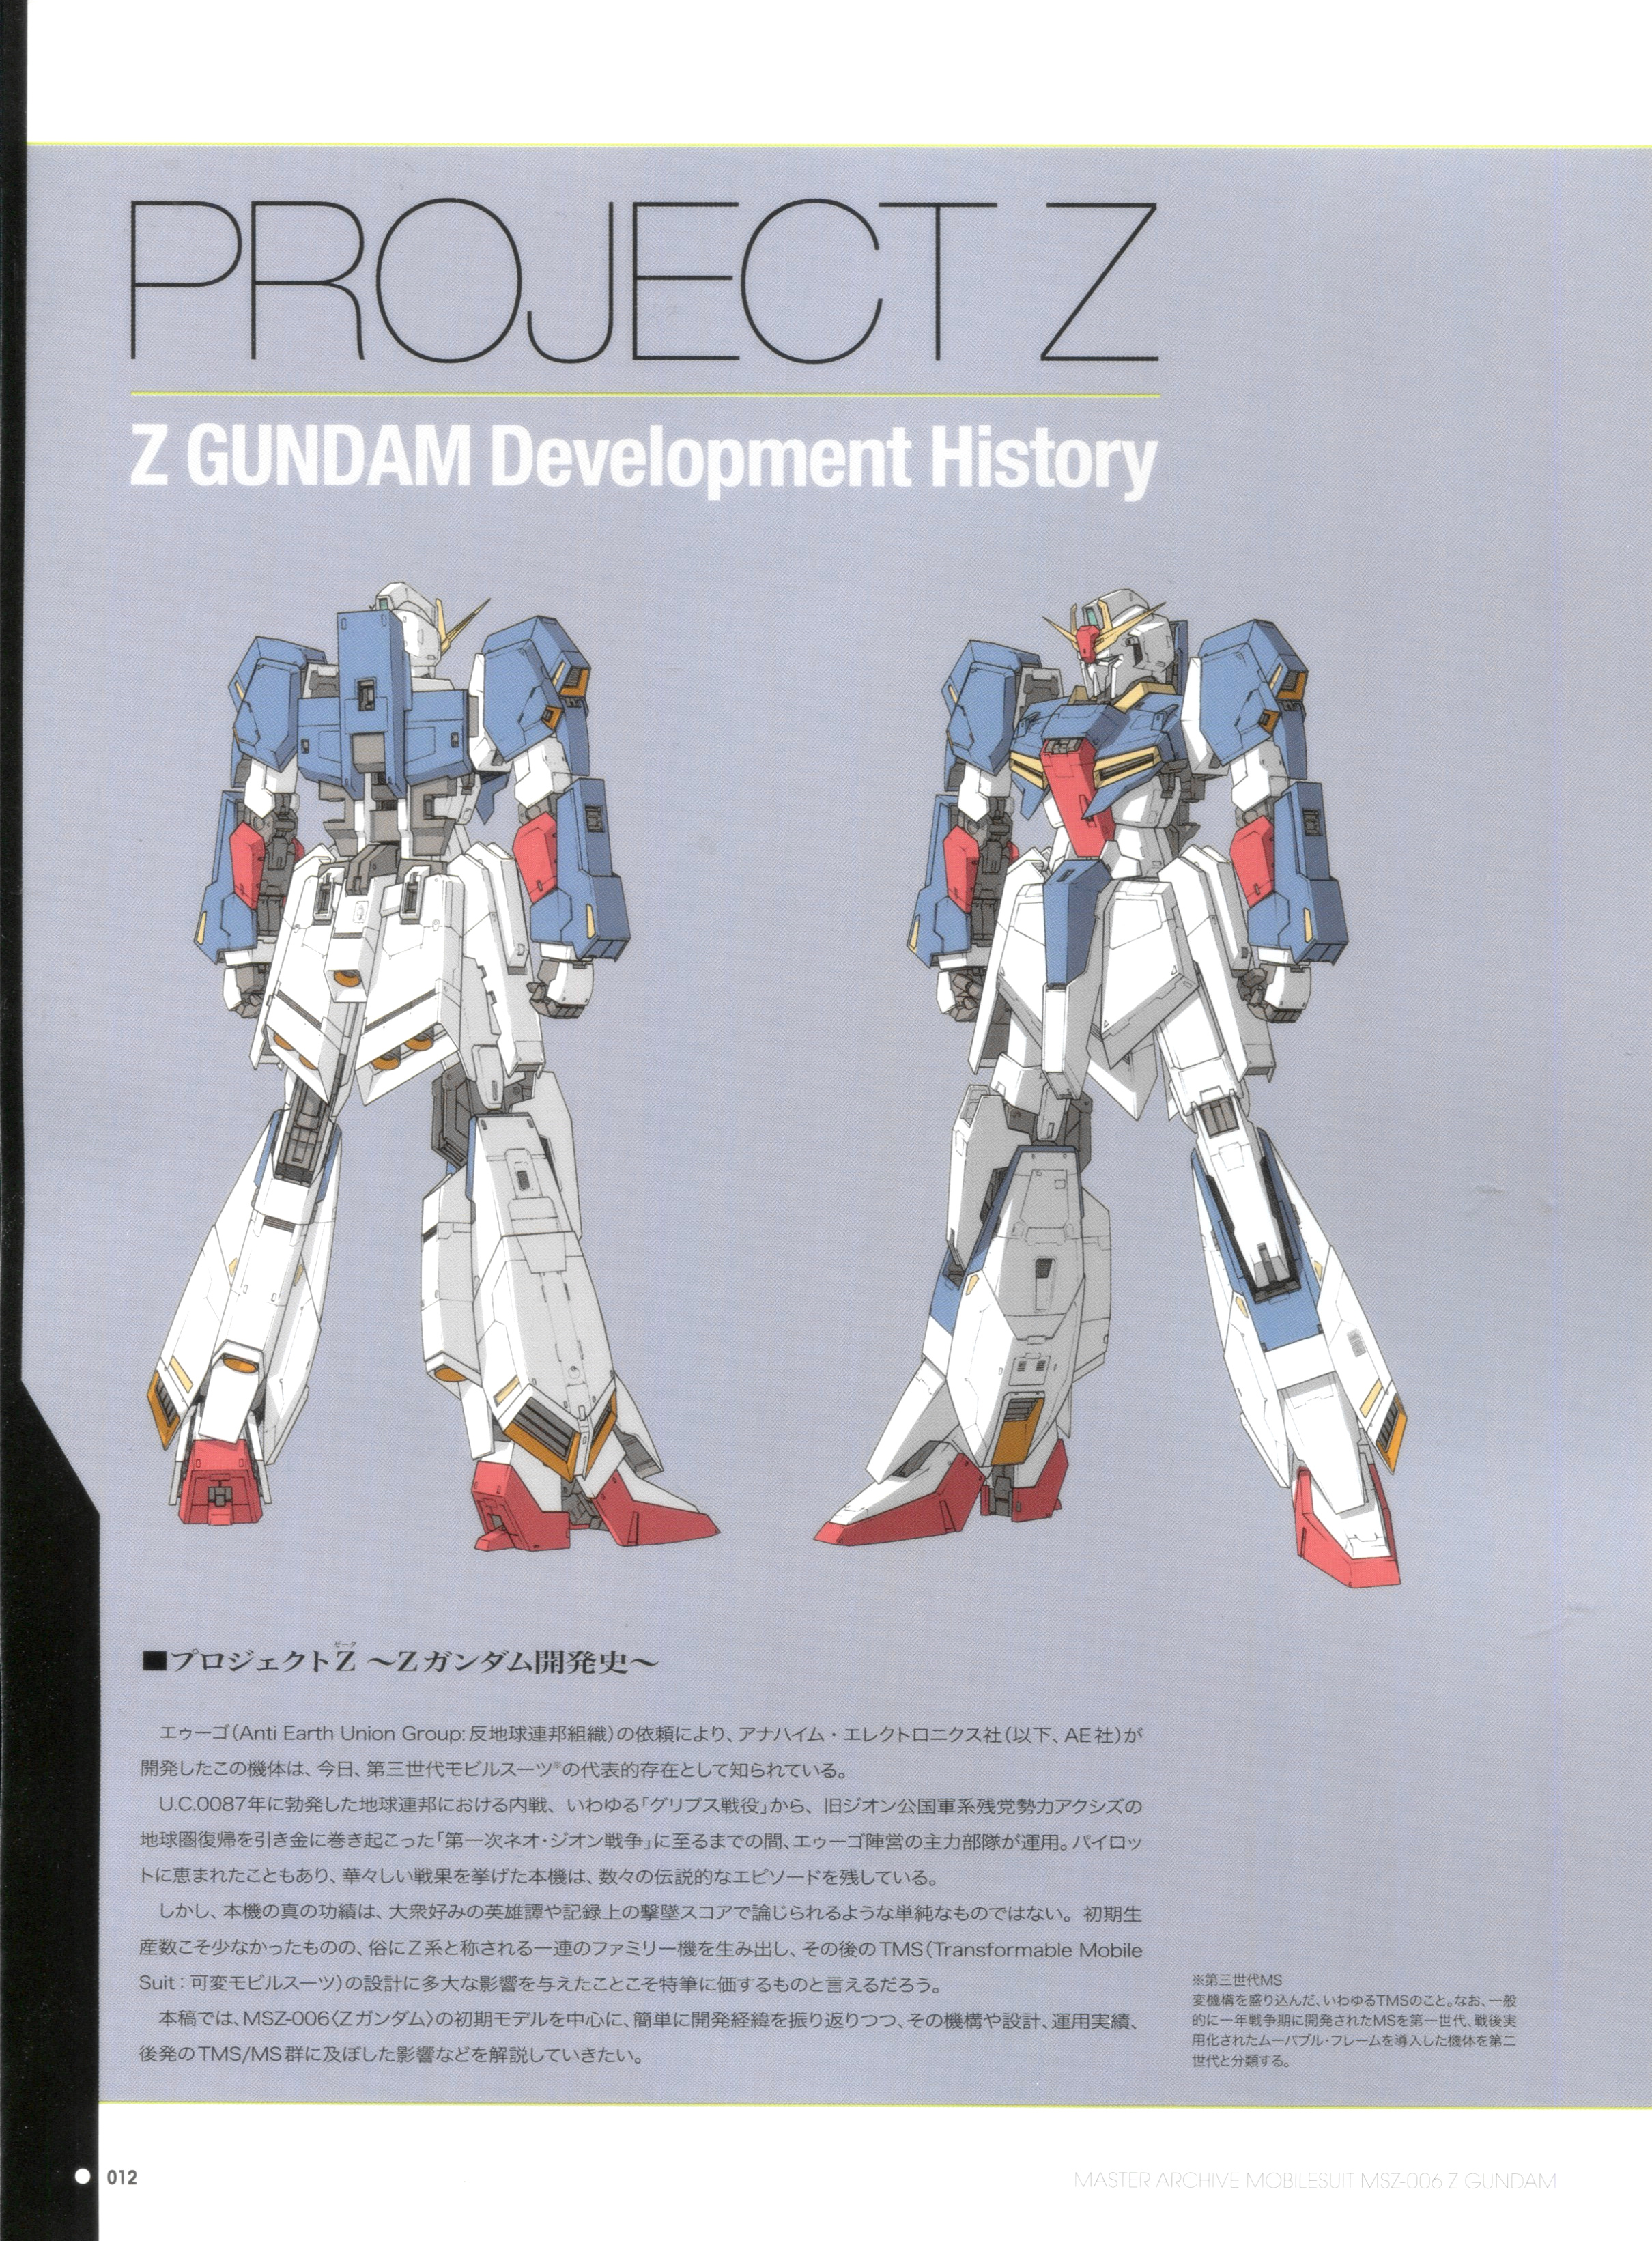 PROJECT Z
Z GUNDAM Development History
ゼータ
■プロジェクトZ ～Zガンダム開発史～
エゥーゴ（Anti Earth Union Group:反地球連邦組織）の依頼により、アナハイム・エレクトロニクス社（以下、AE社）が
開発したこの機体は、今日、第三世代モビルスーツ※の代表的存在として知られている。
U.C.0087年に勃発した地球連邦における内戦、いわゆる「グリプス戦役」から、旧ジオン公国軍系残党勢力アクシズの
地球圏復帰を引き金に巻き起こった「第一次ネオ・ジオン戦争」に至るまでの間、エゥーゴ陣営の主力部隊が運用。パイロッ
トに恵まれたこともあり、華々しい戦果を挙げた本機は、数々の伝説的なエピソードを残している。
しかし、本機の真の功績は、大衆好みの英雄譚や記録上の撃墜スコアで論じられるような単純なものではない。初期生
産数こそ少なかったものの、俗にZ系と称される一連のファミリー機を生み出し、その後のTMS（Transformable Mobile
Suit：可変モビルスーツ）の設計に多大な影響を与えたことこそ特筆に価するものと言えるだろう。
本稿では、MSZ-006〈Zガンダム〉の初期モデルを中心に、簡単に開発経緯を振り返りつつ、その機構や設計、運用実績、
後発のTMS/MS群に及ぼした影響などを解説していきたい。
※第三世代MS
変機構を盛り込んだ、いわゆるTMSのこと。なお、一般
的に一年戦争期に開発されたMSを第一世代、戦後実
用化されたムーバブル・フレームを導入した機体を第二
世代と分類する。
012
MASTER ARCHIVE MOBILESUIT MSZ-006 Z GUNDAM